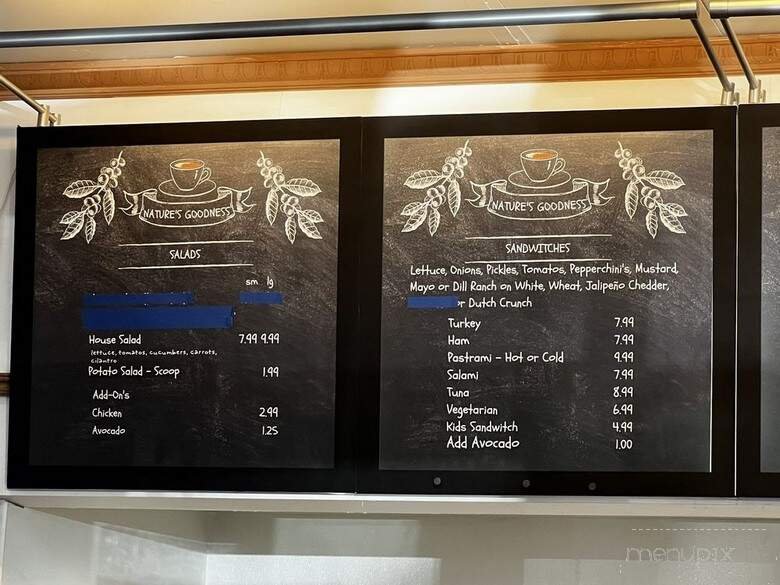 NATURE'S GOODNESS
SALADS
sm lg
House Salad 7.99 9.99
lettuce, tomatos, cucumbers, carrots,
cilantro
Potato Salad - Scoop 1.99
Add-On's
Chicken 2.99
Avocado 1.25
NATURE'S GOODNESS
SANDWITCHES
Lettuce, Onions, Pickles, Tomatos, Pepperchini's, Mustard,
Mayo or Dill Ranch on White, Wheat, Jalipeño Chedder,
or Dutch Crunch
Turkey 7.99
Ham 7.99
Pastrami - Hot or Cold 9.99
Salami 7.99
Tuna 8.99
Vegetarian 6.99
Kids Sandwitch 4.99
Add Avocado 1.00
menupix